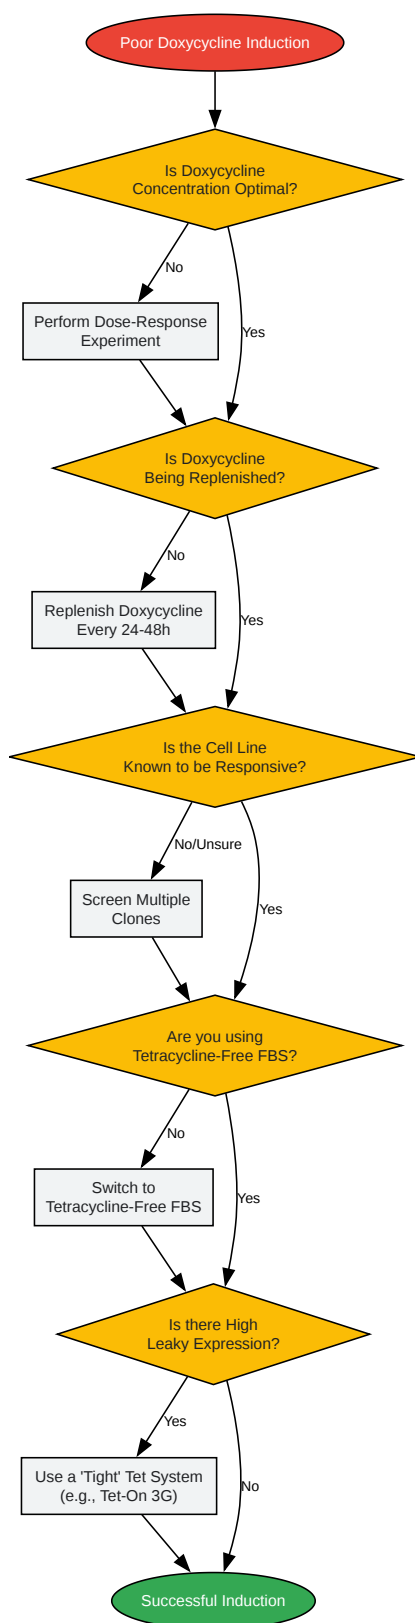 Poor Doxycycline Induction
Is Doxycycline
Concentration Optimal?
No
Perform Dose-Response
Experiment
Yes
Is Doxycycline
Being Replenished?
No
Replenish Doxycycline
Every 24-48h
Yes
Is the Cell Line
Known to be Responsive?
No/Unsure
Screen Multiple
Clones
Yes
Are you using
Tetracycline-Free FBS?
No
Switch to
Tetracycline-Free FBS
Yes
Is there High
Leaky Expression?
Yes
Use a 'Tight' Tet System
(e.g., Tet-On 3G)
No
Successful Induction